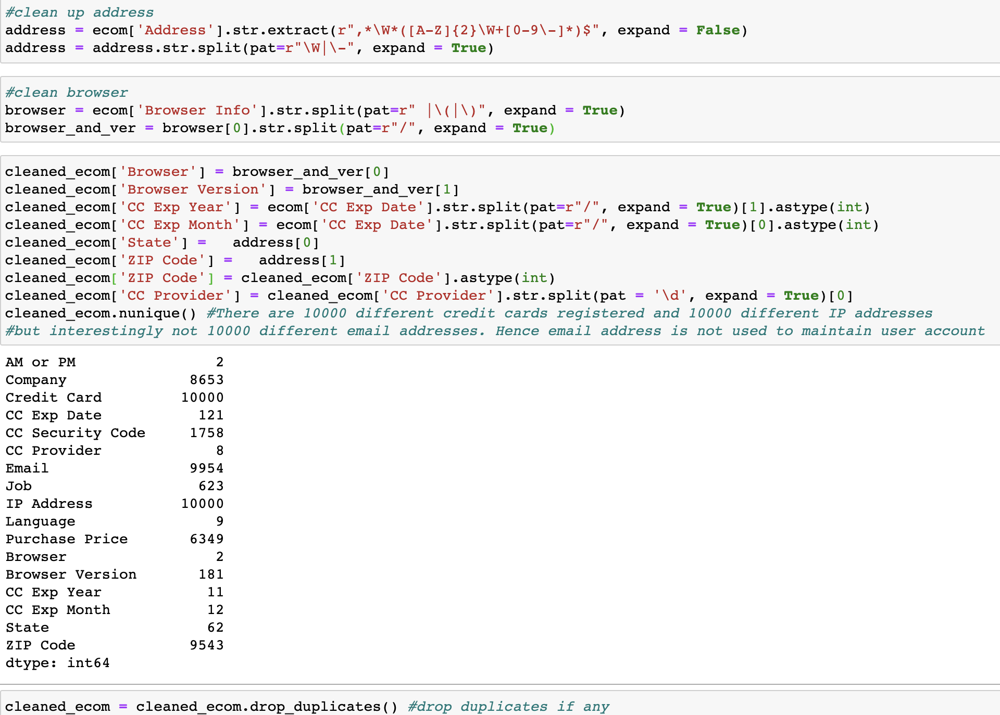 #clean up address
address = ecom['Address'].str.extract(r",*\W*([A-Z]{2}\W+[0-9\-]*)$", expand = False)
address = address.str.split(pat=r"\W|\-", expand = True)
#clean browser
browser = ecom['Browser Info'].str.split(pat=r" |\(|\)", expand = True)
browser_and_ver = browser[0].str.split(pat=r"/", expand = True)
cleaned_ecom['Browser'] = browser_and_ver[0]
cleaned_ecom['Browser Version'] = browser_and_ver[1]
cleaned_ecom['CC Exp Year'] = ecom['CC Exp Date'].str.split(pat=r"/", expand = True)[1].astype(int)
cleaned_ecom['CC Exp Month'] = ecom['CC Exp Date'].str.split(pat=r"/", expand = True)[0].astype(int)
cleaned_ecom['State'] =   address[0]
cleaned_ecom['ZIP Code'] =   address[1]
cleaned_ecom['ZIP Code'] = cleaned_ecom['ZIP Code'].astype(int)
cleaned_ecom['CC Provider'] = cleaned_ecom['CC Provider'].str.split(pat = '\d', expand = True)[0]
cleaned_ecom.nunique() #There are 10000 different credit cards registered and 10000 different IP addresses
#but interestingly not 10000 different email addresses. Hence email address is not used to maintain user account
AM or PM 2
Company 8653
Credit Card 10000
CC Exp Date 121
CC Security Code 1758
CC Provider 8
Email 9954
Job 623
IP Address 10000
Language 9
Purchase Price 6349
Browser 2
Browser Version 181
CC Exp Year 11
CC Exp Month 12
State 62
ZIP Code 9543
dtype: int64
cleaned_ecom = cleaned_ecom.drop_duplicates() #drop duplicates if any